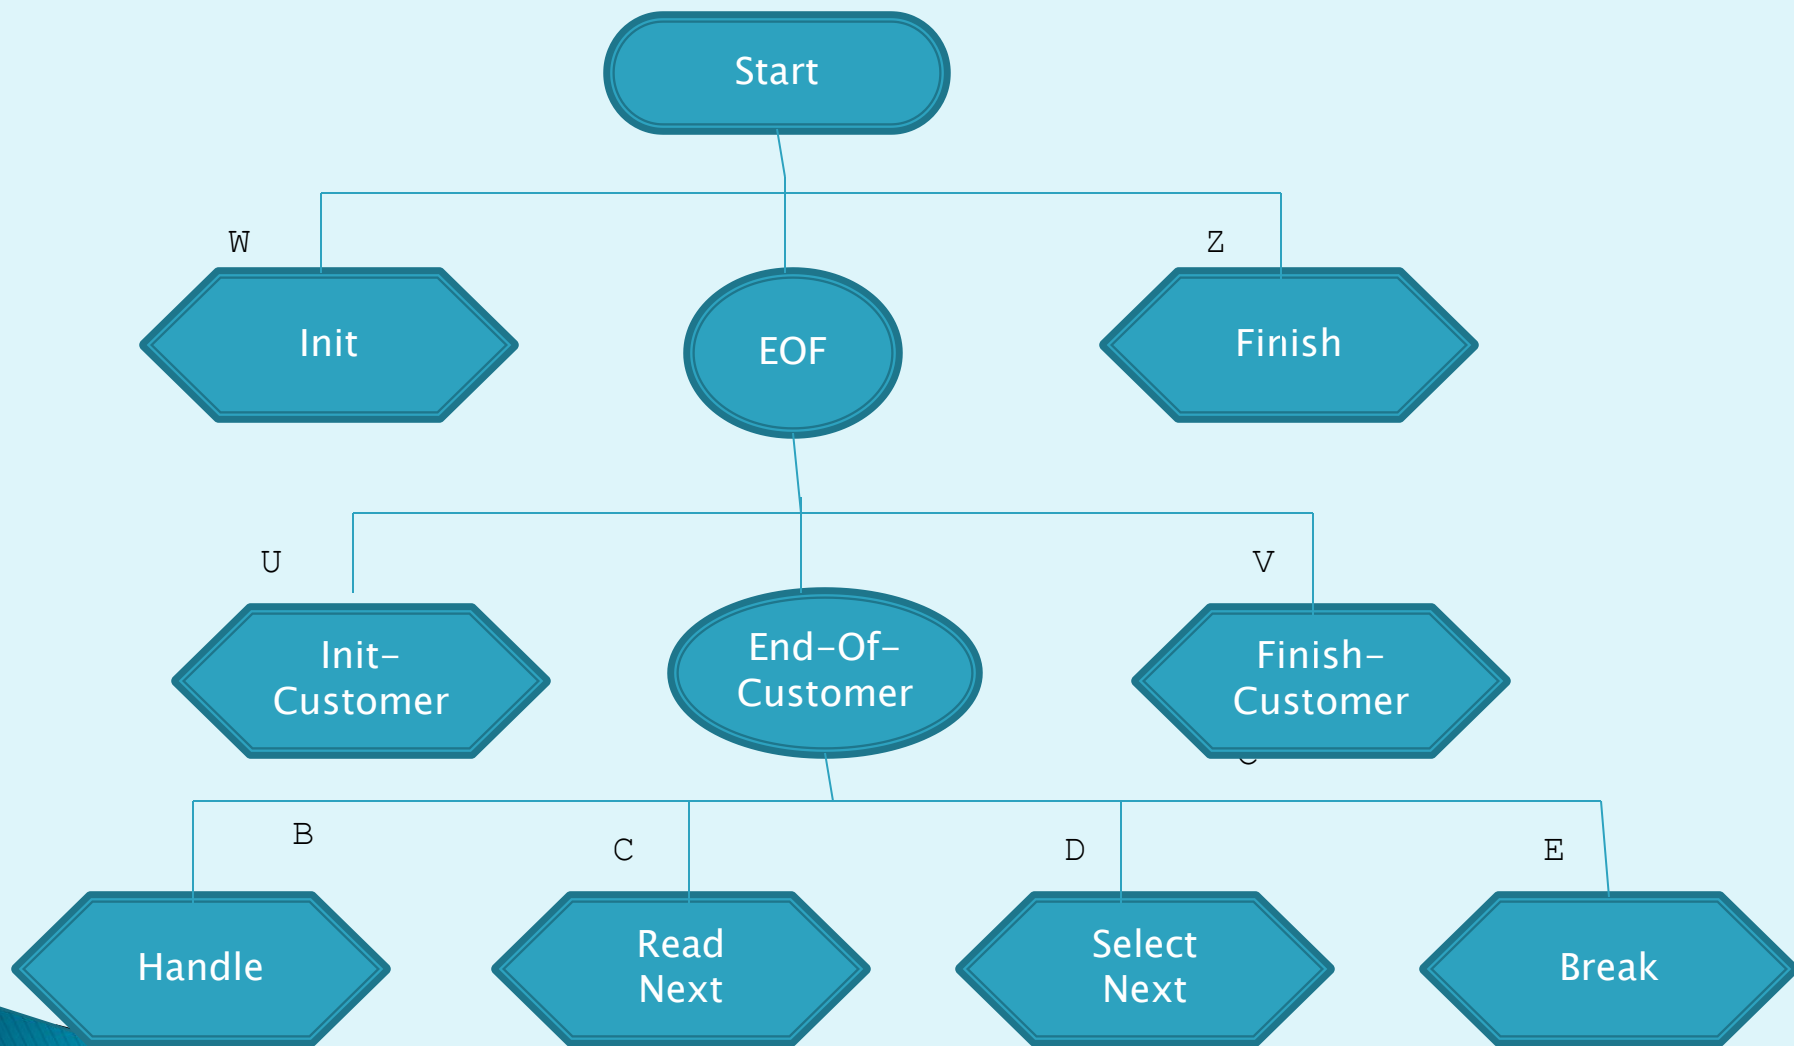 Start
W
Z
Init
EOF
Finish
U
V
Init-
Customer
End-Of-
Customer
Finish-
Customer
B
C
D
E
Handle
Read
Next
Select
Next
Break